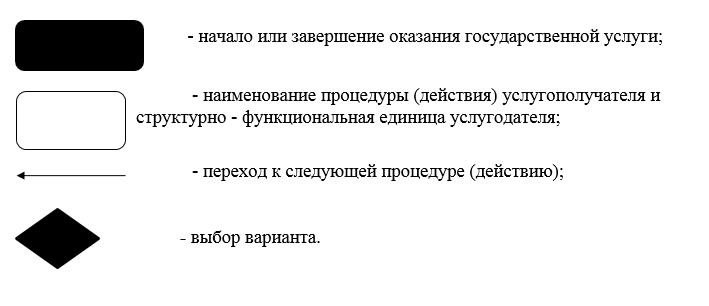 - начало или завершение оказания государственной услуги;
- наименование процедуры (действия) услугополучателя и
структурно - функциональная единица услугодателя;
- переход к следующей процедуре (действию);
- выбор варианта.